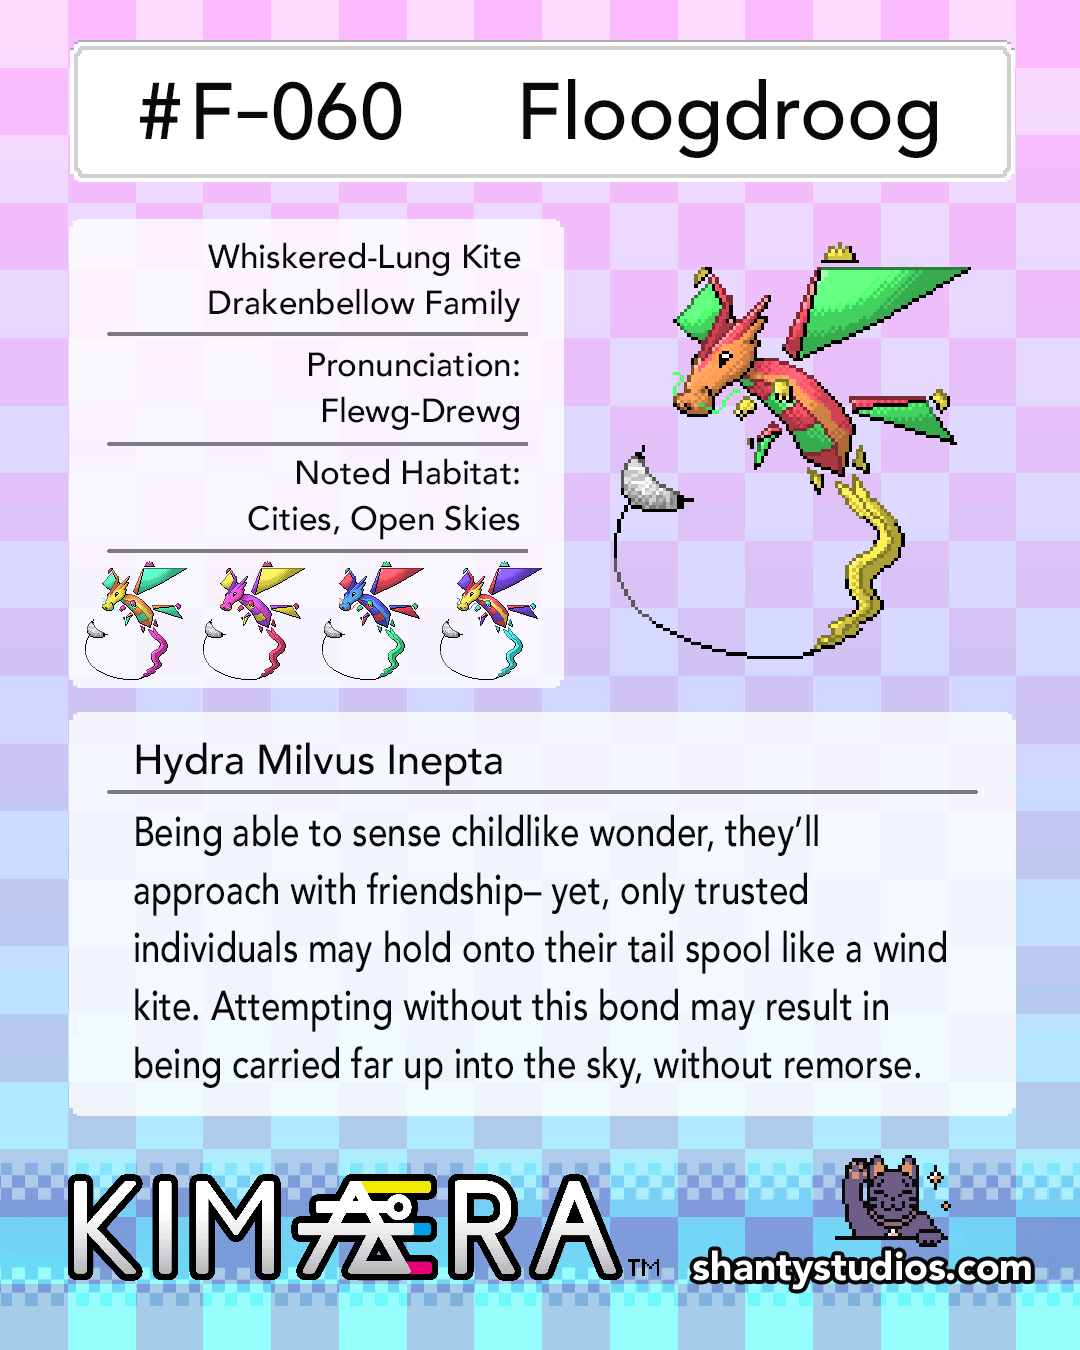 #F-060 Floogdroog
Whiskered-Lung Kite
Drakenbellow Family
Pronunciation:
Flewg-Drewg
Noted Habitat:
Cities, Open Skies
Hydra Milvus Inepta
Being able to sense childlike wonder, they’ll
approach with friendship– yet, only trusted
individuals may hold onto their tail spool like a wind
kite. Attempting without this bond may result in
being carried far up into the sky, without remorse.
KIMÆRA™
shantystudios.com